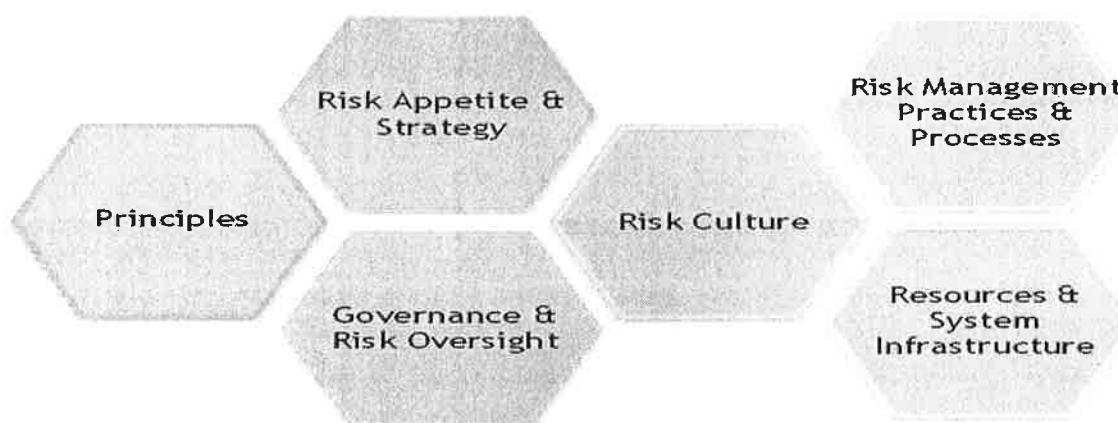 Principles
Risk Appetite &
Strategy
Governance &
Risk Oversight
Risk Culture
Risk Management
Practices &
Processes
Resources &
System
Infrastructure